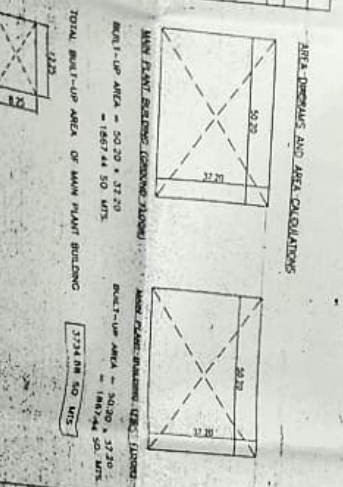 AREA DIAGRAMS AND AREA CALCULATIONS
50.20
37.20
50.20
37.20
MAIN PLANT BUILDING (GROUND FLOOR)
BUILT-UP AREA = 50.20 x 37.20
= 1867.44 SQ. MTS.
MAIN PLANT BUILDING FLOOR)
BUILT-UP AREA = 50.20 x 37.20
= 1867.44 SQ. MTS.
TOTAL BUILT-UP AREA OF MAIN PLANT BUILDING
3734.88 SQ MTS.
12.25
8.25